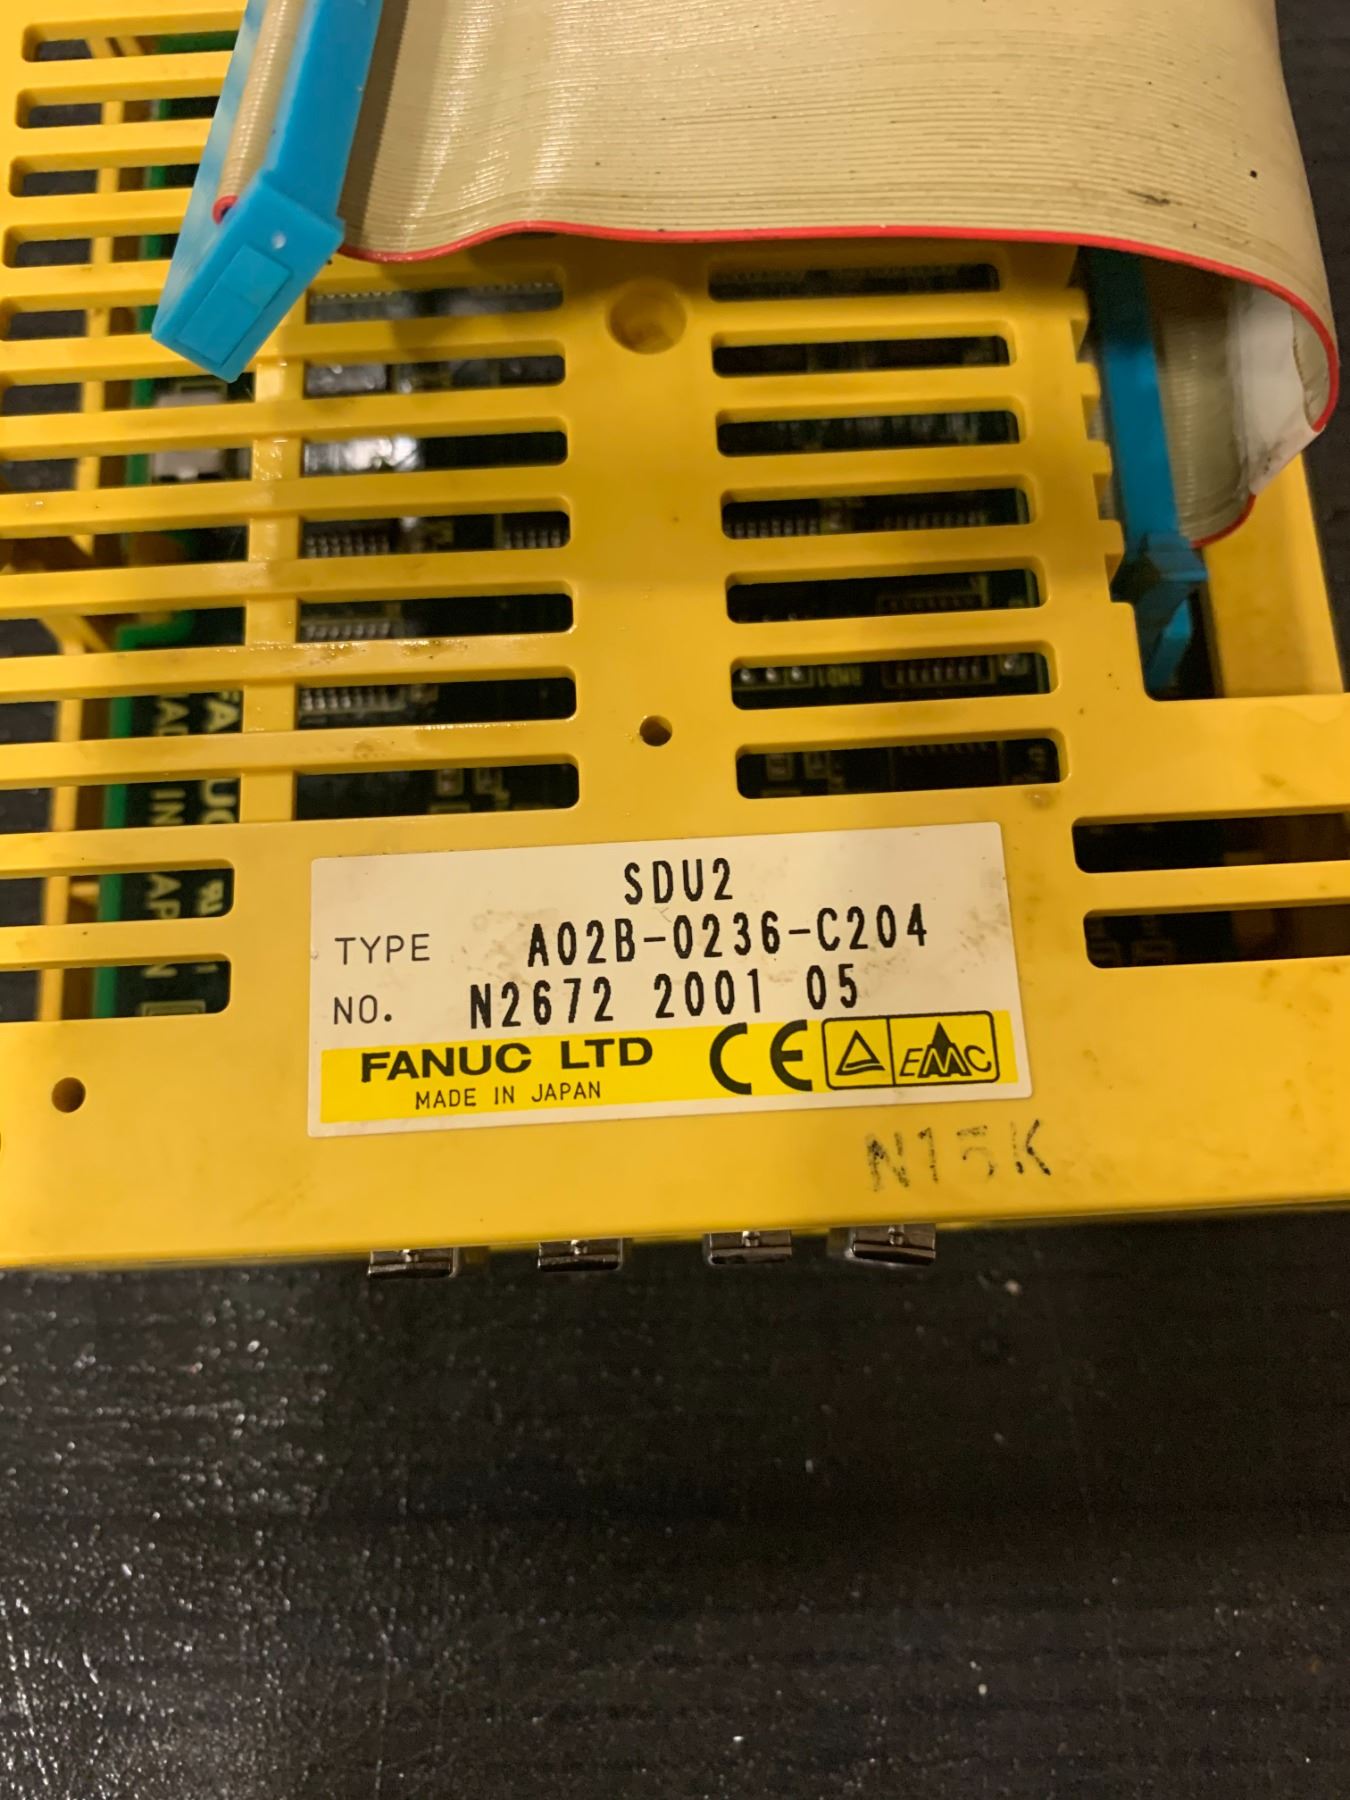 SDU2
TYPE A02B-0236-C204
NO. N2672 2001 05
FANUC LTD CE EMC
MADE IN JAPAN
N15K